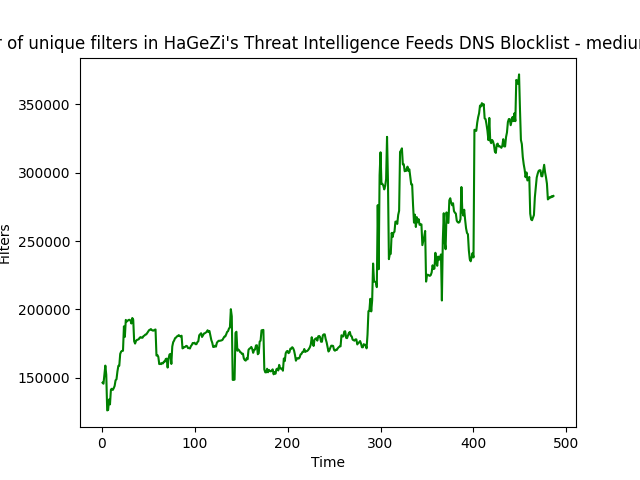 r of unique filters in HaGeZi's Threat Intelligence Feeds DNS Blocklist - mediu
350000
300000
250000
200000
150000
Filters
0 100 200 300 400 500
Time